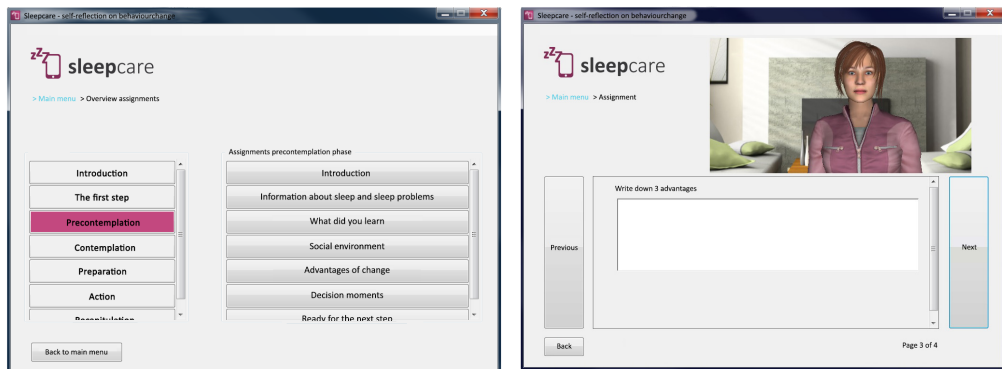 Sleepcare - self-reflection on behaviourchange
zZZ
sleepcare
> Main menu > Overview assignments
Introduction
The first step
Precontemplation
Contemplation
Preparation
Action
Recapitulation
Assignments precontemplation phase
Introduction
Information about sleep and sleep problems
What did you learn
Social environment
Advantages of change
Decision moments
Ready for the next step
Back to main menu
Sleepcare - self-reflection on behaviourchange
zZZ
sleepcare
> Main menu > Assignment
Previous
Write down 3 advantages
Next
Back
Page 3 of 4